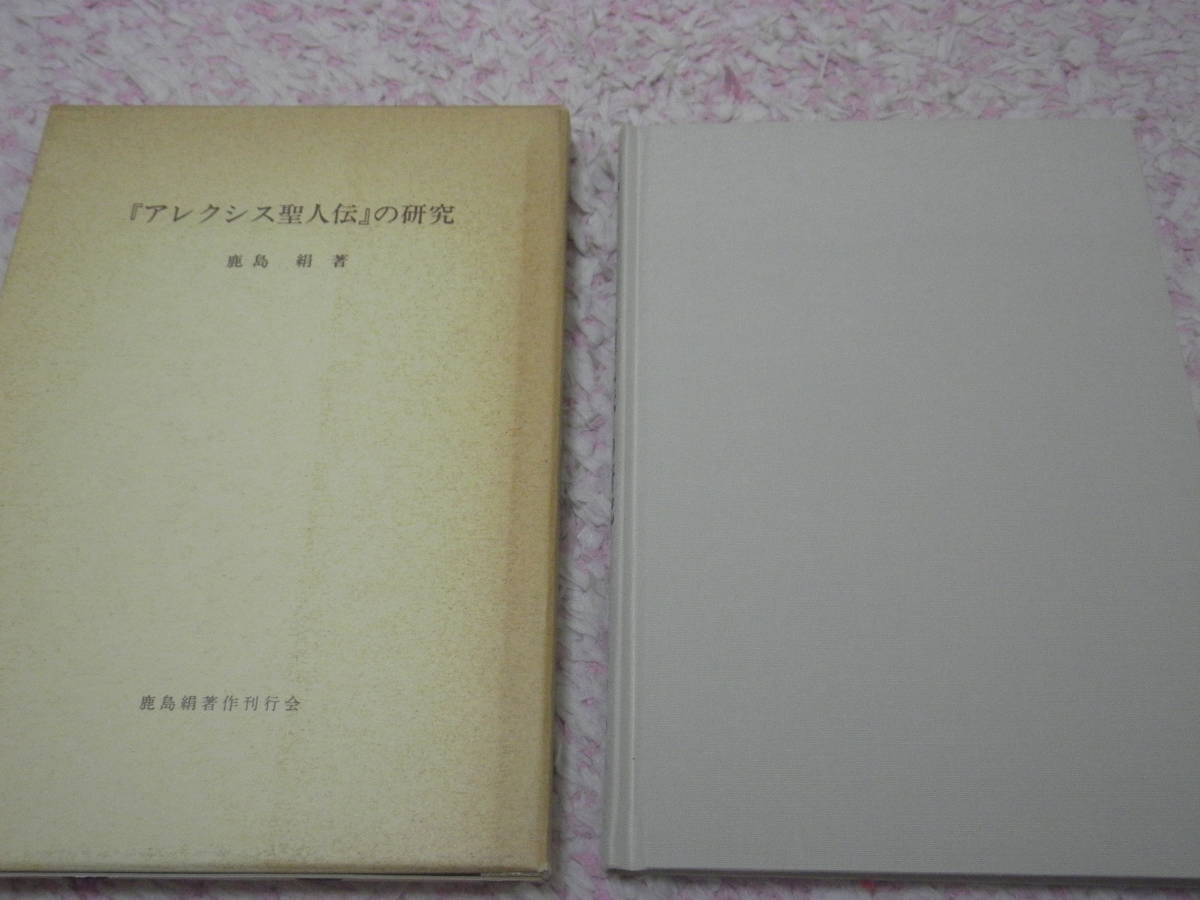 『アレクシス聖人伝』の研究
鹿島 絹 著
鹿島絹著作刊行会